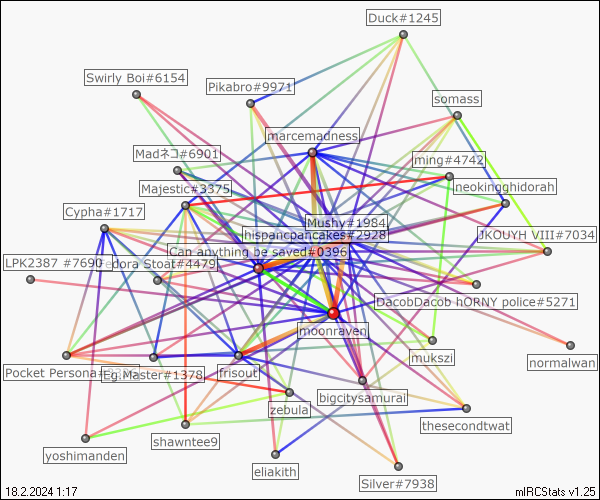 Duck#1245
Swirly Boi#6154
Pikabro#9971
somass
marcemadness
Madネコ#6901
ming#4742
Majestic#3375
neokingghidorah
Cypha#1717
Mushy#1984
hispancpancakes#2928
JKOUYH VIII#7034
Can anything be saved#0396
LPK2387 #7690
edora Stoat#4479
DacobDacob hORNY police#5271
moonraven
mukszi
normalwan
Pocket Persona
Eg.Master#1378
frisout
bigcitysamurai
zebula
thesecondtwat
shawntee9
yoshimanden
eliakith
Silver#7938
18.2.2024 1:17
mIRCStats v1.25